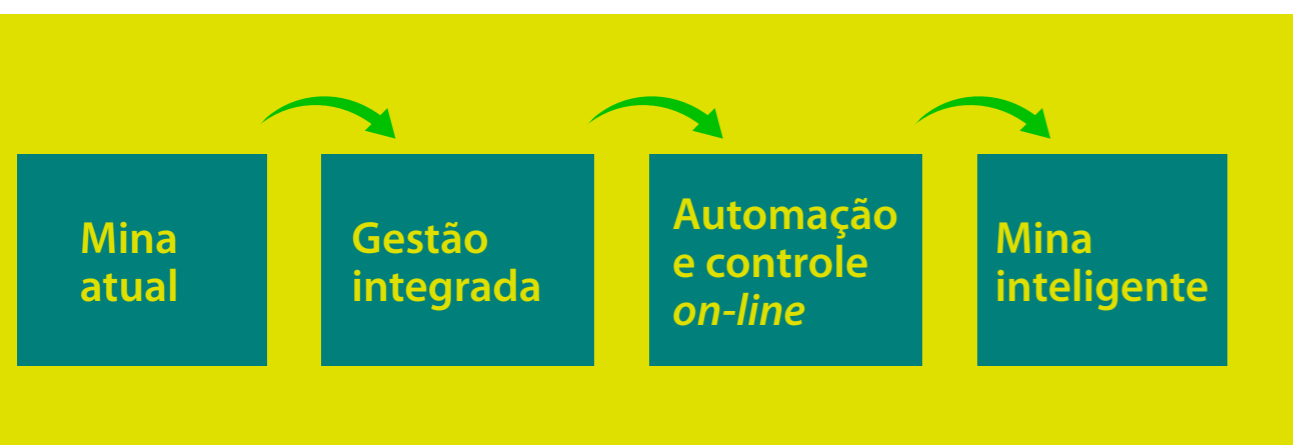 Mina
atual
Gestão
integrada
Automação
e controle
on-line
Mina
inteligente